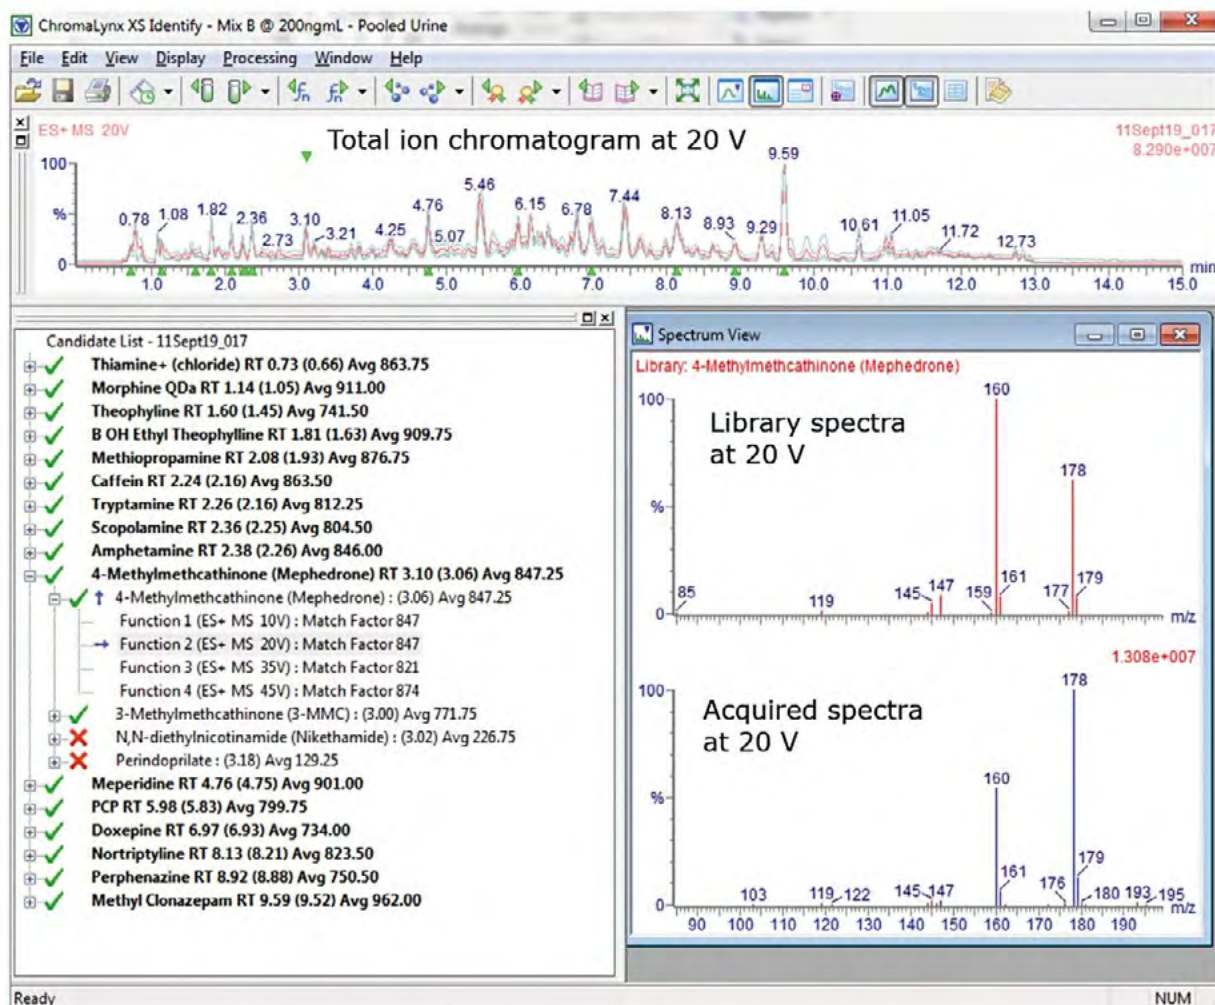 ChromaLynx XS Identify - Mix B @ 200ngmL - Pooled Urine
File Edit View Display Processing Window Help
ES+ MS 20V
Total ion chromatogram at 20 V
11Sept19_017
8.290e+007
100
%
0
0.78 1.08 1.82 2.36 2.73 3.10 3.21 4.25 4.76 5.07 5.46 6.15 6.78 7.44 8.13 8.93 9.29 9.59 10.61 11.05 11.72 12.73
min
1.0 2.0 3.0 4.0 5.0 6.0 7.0 8.0 9.0 10.0 11.0 12.0 13.0 14.0 15.0
Candidate List - 11Sept19_017
Thiamine+ (chloride) RT 0.73 (0.66) Avg 863.75
Morphine QDa RT 1.14 (1.05) Avg 911.00
Theophyline RT 1.60 (1.45) Avg 741.50
B OH Ethyl Theophylline RT 1.81 (1.63) Avg 909.75
Methiopropamine RT 2.08 (1.93) Avg 876.75
Caffein RT 2.24 (2.16) Avg 863.50
Tryptamine RT 2.26 (2.16) Avg 812.25
Scopolamine RT 2.36 (2.25) Avg 804.50
Amphetamine RT 2.38 (2.26) Avg 846.00
4-Methylmethcathinone (Mephedrone) RT 3.10 (3.06) Avg 847.25
4-Methylmethcathinone (Mephedrone) : (3.06) Avg 847.25
Function 1 (ES+ MS 10V) : Match Factor 847
Function 2 (ES+ MS 20V) : Match Factor 847
Function 3 (ES+ MS 35V) : Match Factor 821
Function 4 (ES+ MS 45V) : Match Factor 874
3-Methylmethcathinone (3-MMC) : (3.00) Avg 771.75
N,N-diethylnicotinamide (Nikethamide) : (3.02) Avg 226.75
Perindoprilate : (3.18) Avg 129.25
Meperidine RT 4.76 (4.75) Avg 901.00
PCP RT 5.98 (5.83) Avg 799.75
Doxepine RT 6.97 (6.93) Avg 734.00
Nortriptyline RT 8.13 (8.21) Avg 823.50
Perphenazine RT 8.92 (8.88) Avg 750.50
Methyl Clonazepam RT 9.59 (9.52) Avg 962.00
Spectrum View
Library: 4-Methylmethcathinone (Mephedrone)
100
%
0
Library spectra
at 20 V
160
178
85 119 145 147 159 161 177 179
m/z
1.308e+007
100
%
0
Acquired spectra
at 20 V
178
160
103 119 122 145 147 161 176 179 180 193 195
m/z
90 100 110 120 130 140 150 160 170 180 190
Ready
NUM